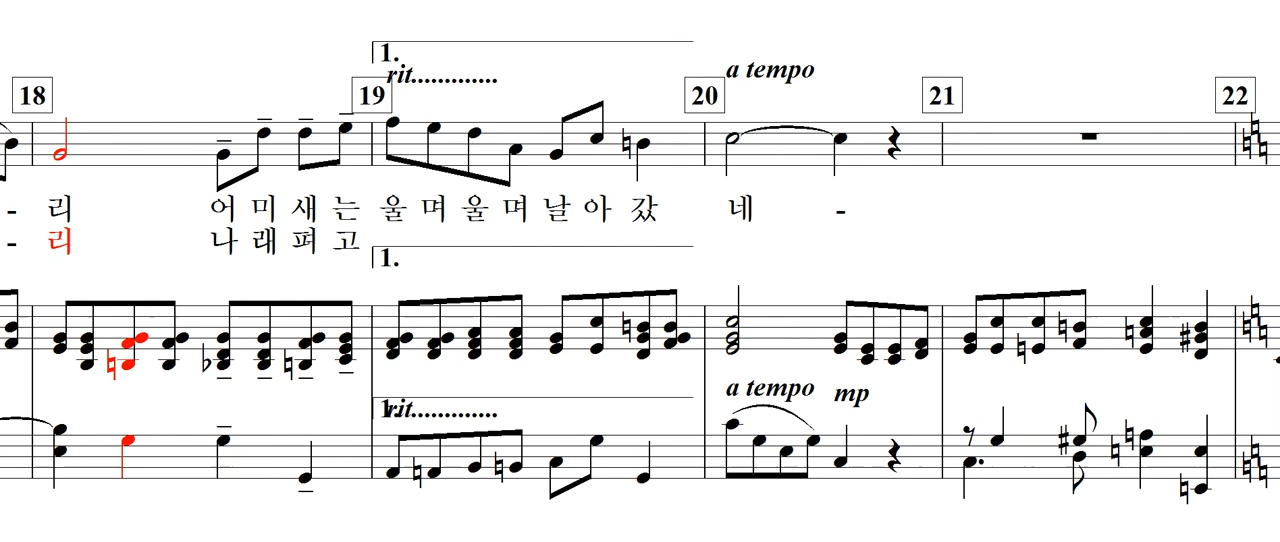 1.
rit.............
a tempo
18
19
20
21
22
- 리 어 미 새 는 울 며 울 며 날 아 갔 네 -
- 리 나 래 펴 고
1.
a tempo
mp
1.
rit.............